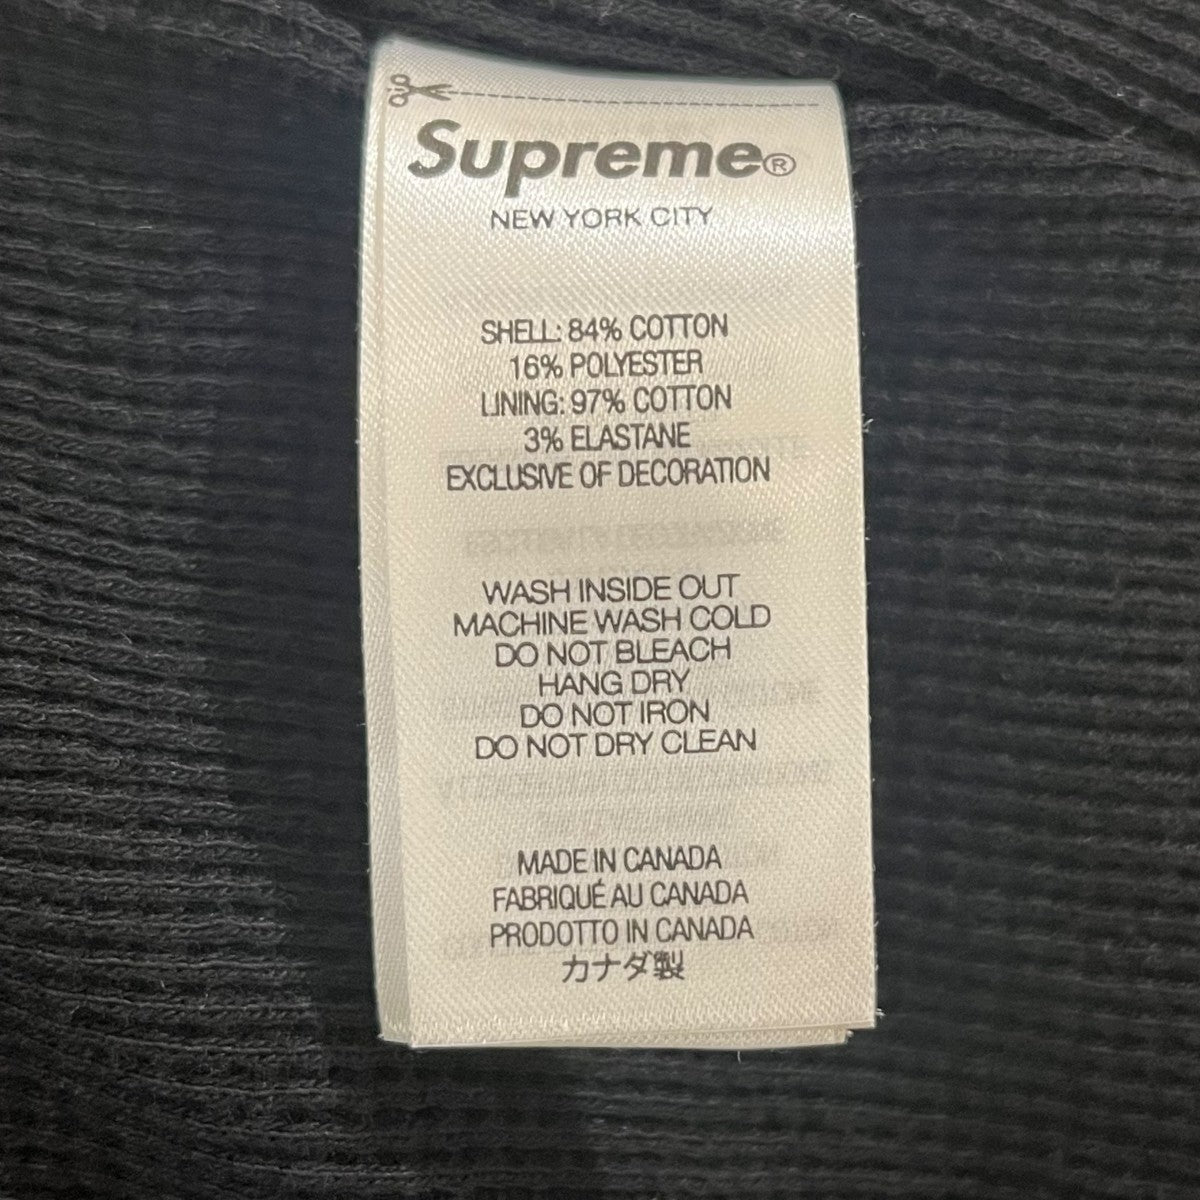 Supreme®
NEW YORK CITY
SHELL: 84% COTTON
16% POLYESTER
LINING: 97% COTTON
3% ELASTANE
EXCLUSIVE OF DECORATION
WASH INSIDE OUT
MACHINE WASH COLD
DO NOT BLEACH
HANG DRY
DO NOT IRON
DO NOT DRY CLEAN
MADE IN CANADA
FABRIQUÉ AU CANADA
PRODOTTO IN CANADA
カナダ製